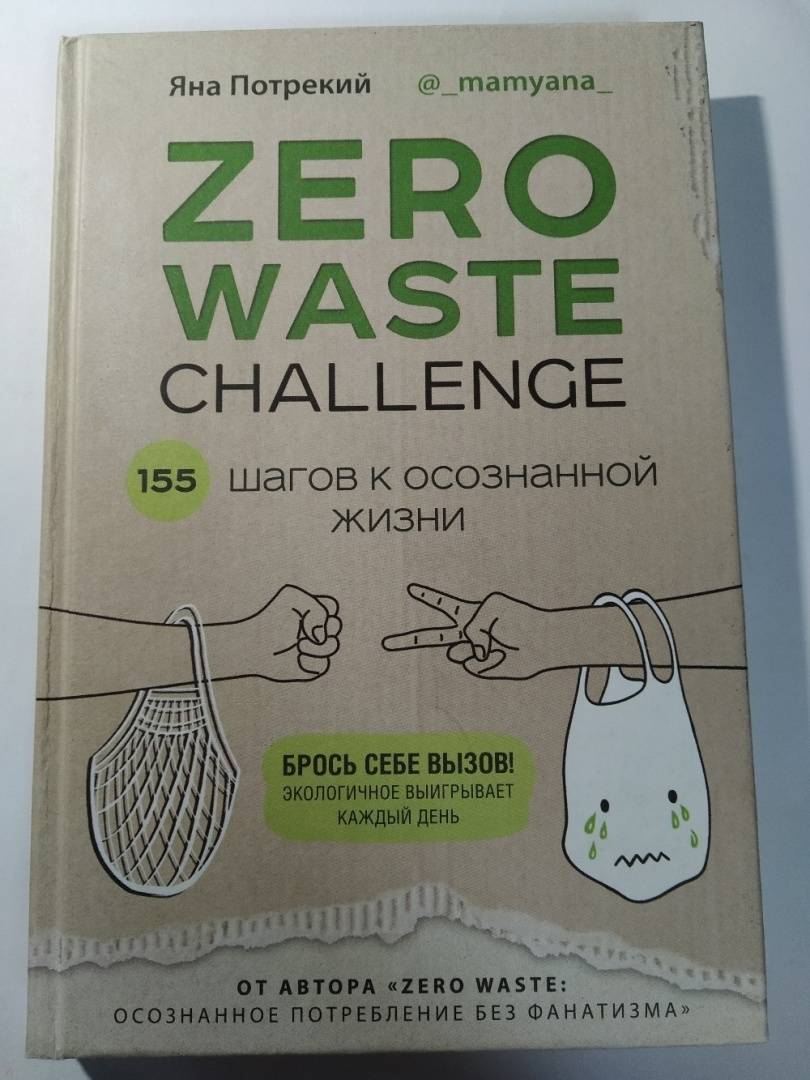 Яна Потрекий @_mamyana_
ZERO
WASTE
CHALLENGE
155 шагов к осознанной
жизни
БРОСЬ СЕБЕ ВЫЗОВ!
ЭКОЛОГИЧНОЕ ВЫИГРЫВАЕТ
КАЖДЫЙ ДЕНЬ
ОТ АВТОРА «ZERO WASTE:
ОСОЗНАННОЕ ПОТРЕБЛЕНИЕ БЕЗ ФАНАТИЗМА»